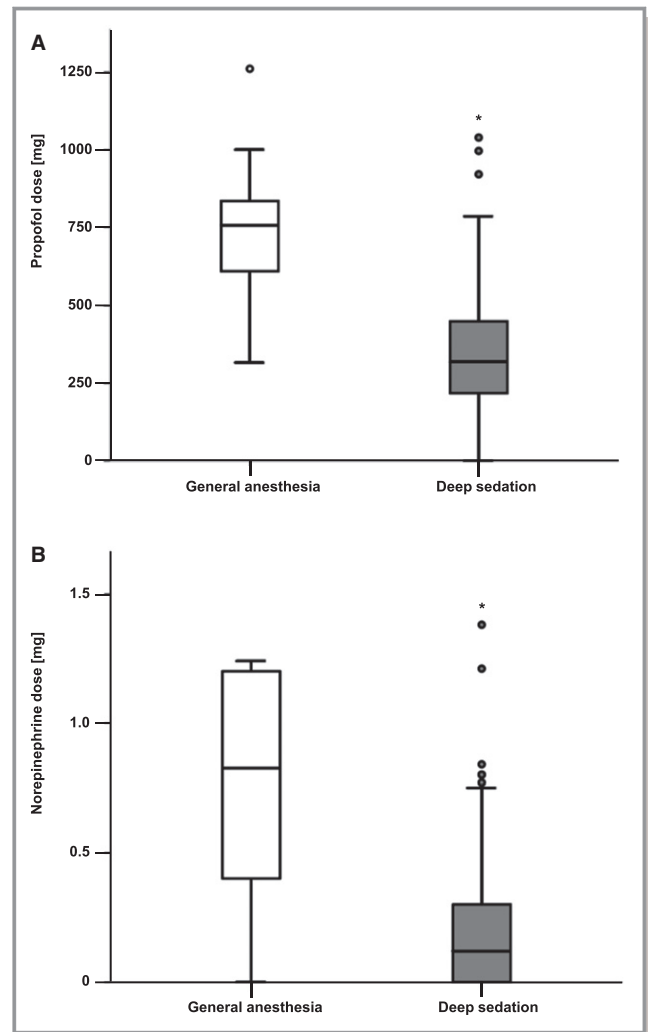 A
Propofol dose [mg]
1250
1000
750
500
250
0
*
General anesthesia
Deep sedation
B
Norepinephrine dose [mg]
1.5
1.0
0.5
0
*
General anesthesia
Deep sedation